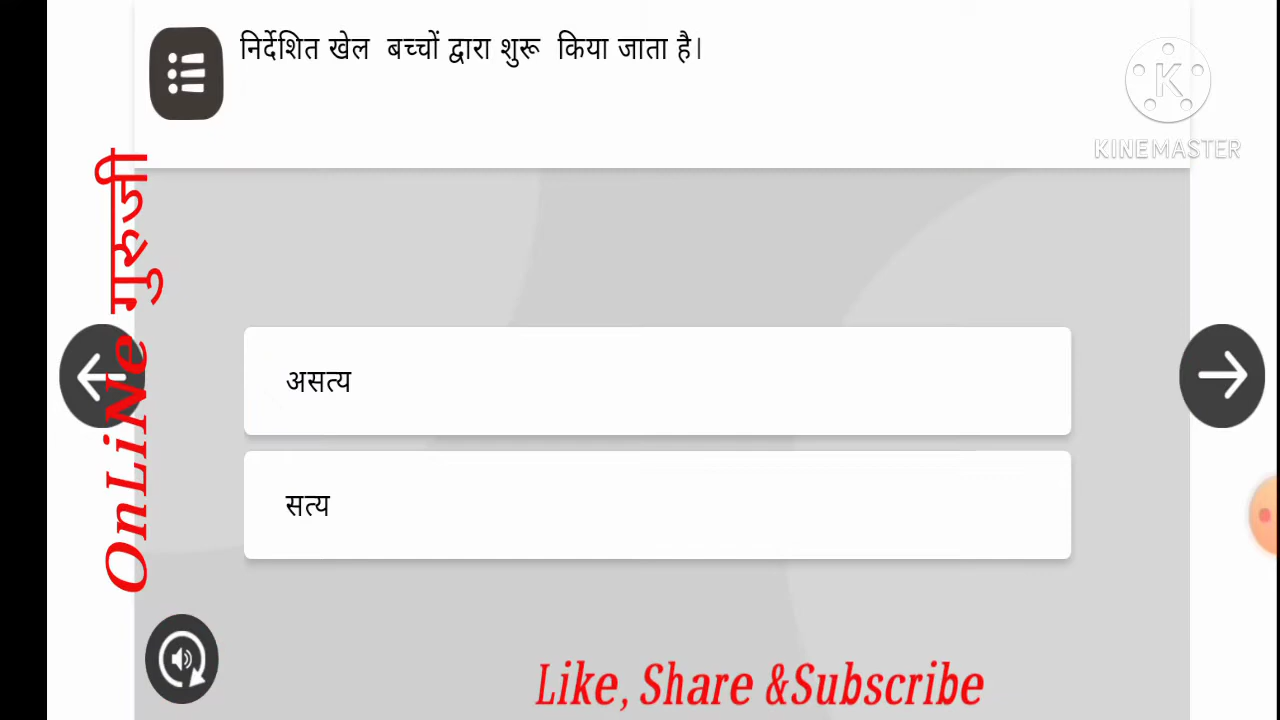 निर्देशित खेल बच्चों द्वारा शुरू किया जाता है।
K
KINEMASTER
OnLiNe गुरुजी
असत्य
सत्य
Like, Share &Subscribe